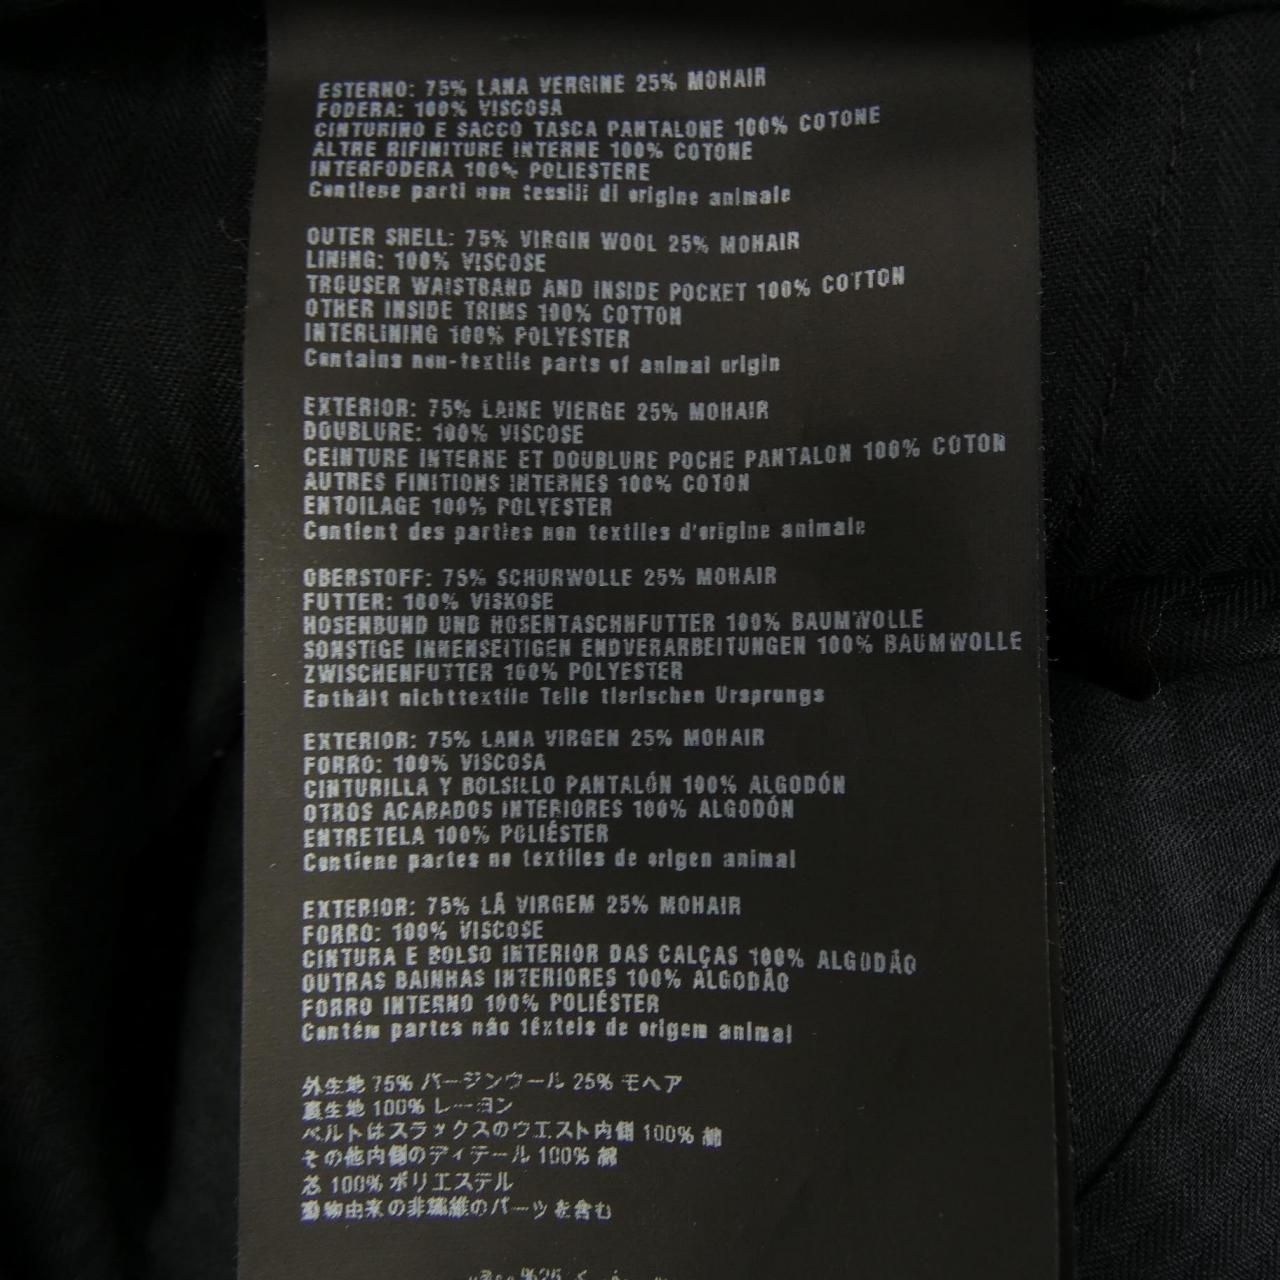 ESTERNO: 75% LANA VERGINE 25% MOHAIR
FODERA: 100% VISCOSA
CINTURINO E SACCO TASCA PANTALONE 100% COTONE
ALTRE RIFINITURE INTERNE 100% COTONE
INTERFODERA 100% POLIESTERE
Contiene parti non tessili di origine animale
OUTER SHELL: 75% VIRGIN WOOL 25% MOHAIR
LINING: 100% VISCOSE
TROUSER WAISTBAND AND INSIDE POCKET 100% COTTON
OTHER INSIDE TRIMS 100% COTTON
INTERLINING 100% POLYESTER
Contains non-textile parts of animal origin
EXTERIOR: 75% LAINE VIERGE 25% MOHAIR
DOUBLURE: 100% VISCOSE
CEINTURE INTERNE ET DOUBLURE POCHE PANTALON 100% COTON
AUTRES FINITIONS INTERNES 100% COTON
ENTOILAGE 100% POLYESTER
Contient des parties non textiles d'origine animale
OBERSTOFF: 75% SCHURWOLLE 25% MOHAIR
FUTTER: 100% VISKOSE
HOSENBUND UND HOSENTASCHNFUTTER 100% BAUMWOLLE
SONSTIGE INNENSEITIGEN ENDVERARBEITUNGEN 100% BAUMWOLLE
ZWISCHENFUTTER 100% POLYESTER
Enthält nichttextile Teile tierischen Ursprungs
EXTERIOR: 75% LANA VIRGEN 25% MOHAIR
FORRO: 100% VISCOSA
CINTURILLA Y BOLSILLO PANTALÓN 100% ALGODÓN
OTROS ACABADOS INTERIORES 100% ALGODÓN
ENTRETELA 100% POLIÉSTER
Contiene partes no textiles de origen animal
EXTERIOR: 75% LÃ VIRGEM 25% MOHAIR
FORRO: 100% VISCOSE
CINTURA E BOLSO INTERIOR DAS CALÇAS 100% ALGODÃO
OUTRAS BAINHAS INTERIORES 100% ALGODÃO
FORRO INTERNO 100% POLIÉSTER
Contém partes não têxteis de origem animal
外生地 75% バージンウール 25% モヘア
裏生地 100% レーヨン
ベルトはスラックスのウエスト内側 100% 綿
その他内側のディテール 100% 綿
芯 100% ポリエステル
動物由来の非繊維のパーツを含む